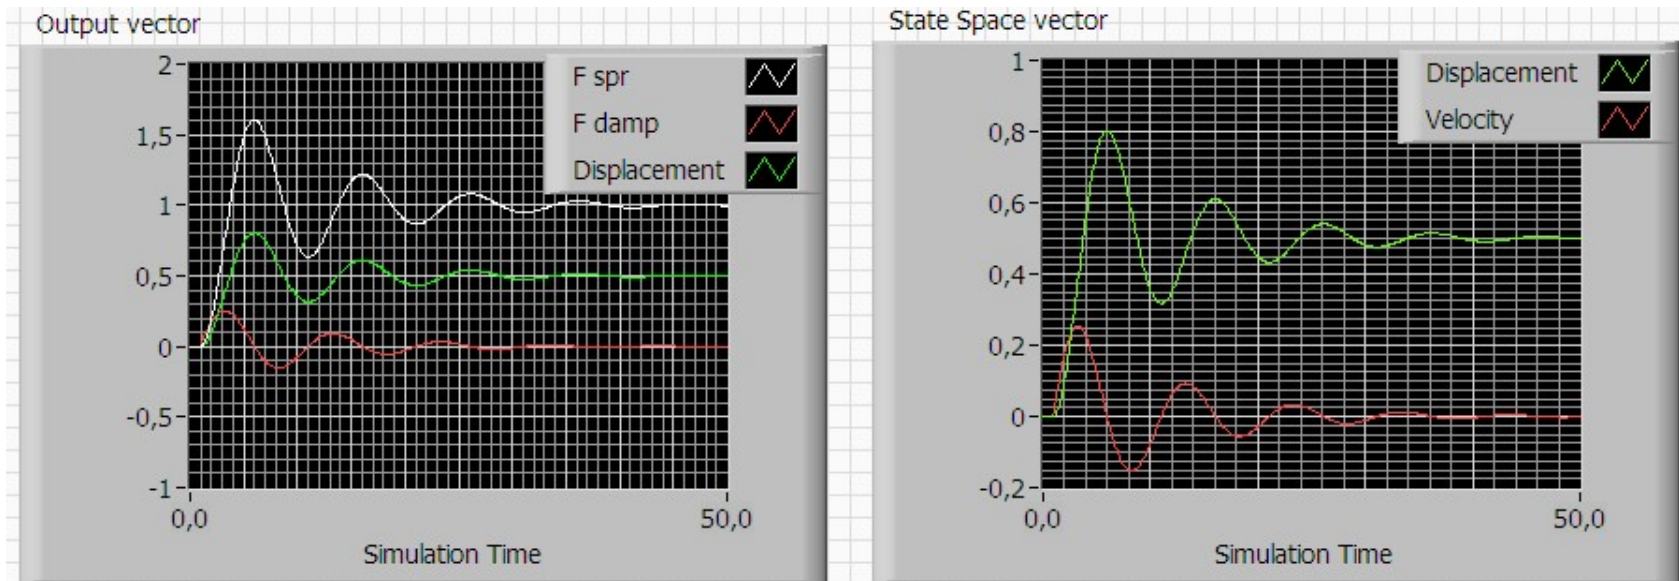 Output vector
2
1,5
1
0,5
0
-0,5
-1
0,0
50,0
Simulation Time
F spr
F damp
Displacement
State Space vector
1
0,8
0,6
0,4
0,2
0
-0,2
0,0
50,0
Simulation Time
Displacement
Velocity